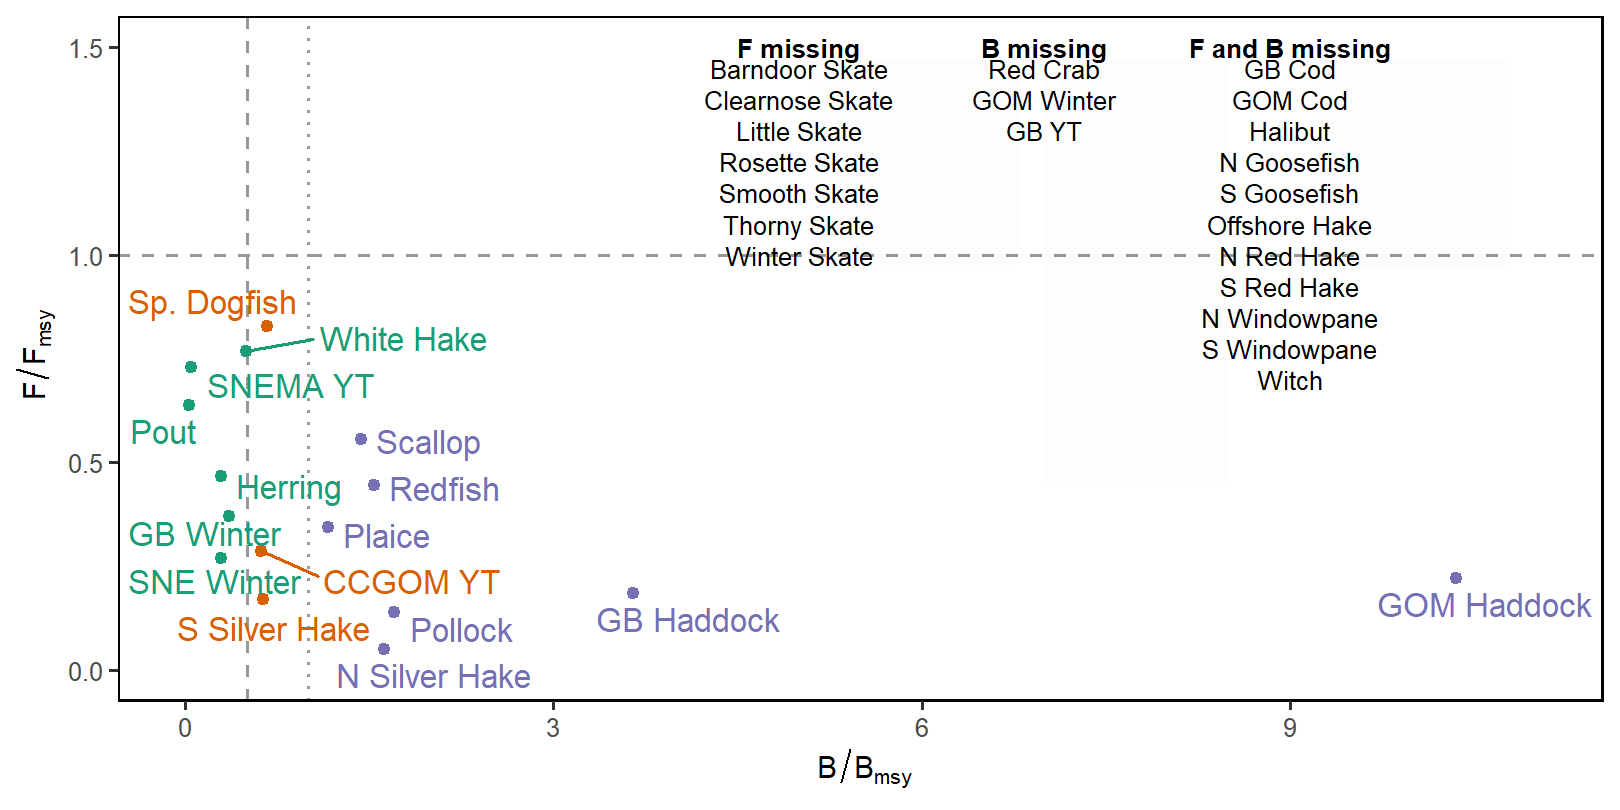 1.5
1.0
0.5
0.0
F/Fmsy
F missing
Barndoor Skate
Clearnose Skate
Little Skate
Rosette Skate
Smooth Skate
Thorny Skate
Winter Skate
B missing
Red Crab
GOM Winter
GB YT
F and B missing
GB Cod
GOM Cod
Halibut
N Goosefish
S Goosefish
Offshore Hake
N Red Hake
S Red Hake
N Windowpane
S Windowpane
Witch
Sp. Dogfish
White Hake
SNEMA YT
Pout
Scallop
Herring
Redfish
GB Winter
Plaice
SNE Winter
CCGOM YT
GOM Haddock
GB Haddock
S Silver Hake
Pollock
N Silver Hake
0
3
6
9
B/Bmsy